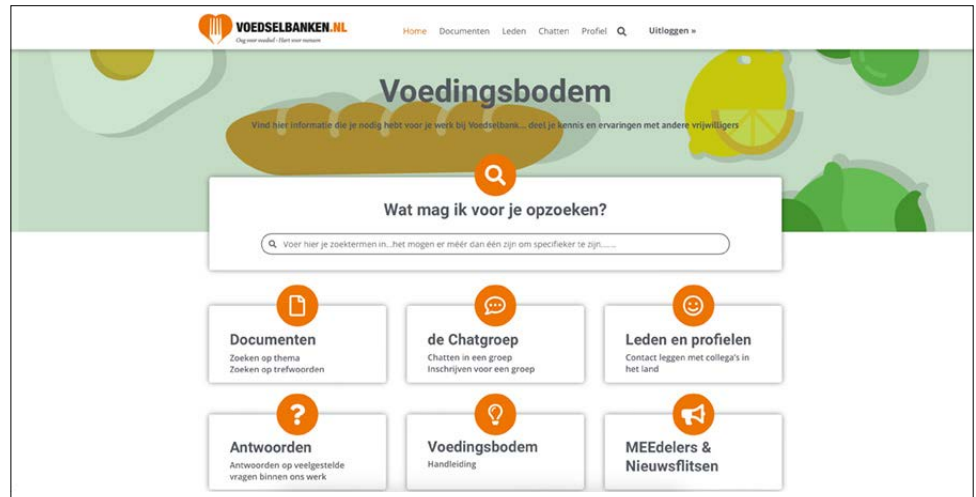 VOEDSELBANKEN.NL
Oog voor voedsel - Hart voor mensen
Home Documenten Leden Chatten Profiel Uitloggen »
Voedingsbodem
Vind hier informatie die je nodig hebt voor je werk bij Voedselbank... deel je kennis en ervaringen met andere vrijwilligers
Wat mag ik voor je opzoeken?
Voer hier je zoektermen in...het mogen er méér dan één zijn om specifieker te zijn.......
Documenten
Zoeken op thema
Zoeken op trefwoorden
de Chatgroep
Chatten in een groep
Inschrijven voor een groep
Leden en profielen
Contact leggen met collega's in
het land
Antwoorden
Antwoorden op veelgestelde
vragen binnen ons werk
Voedingsbodem
Handleiding
MEEdelers &
Nieuwsflitsen